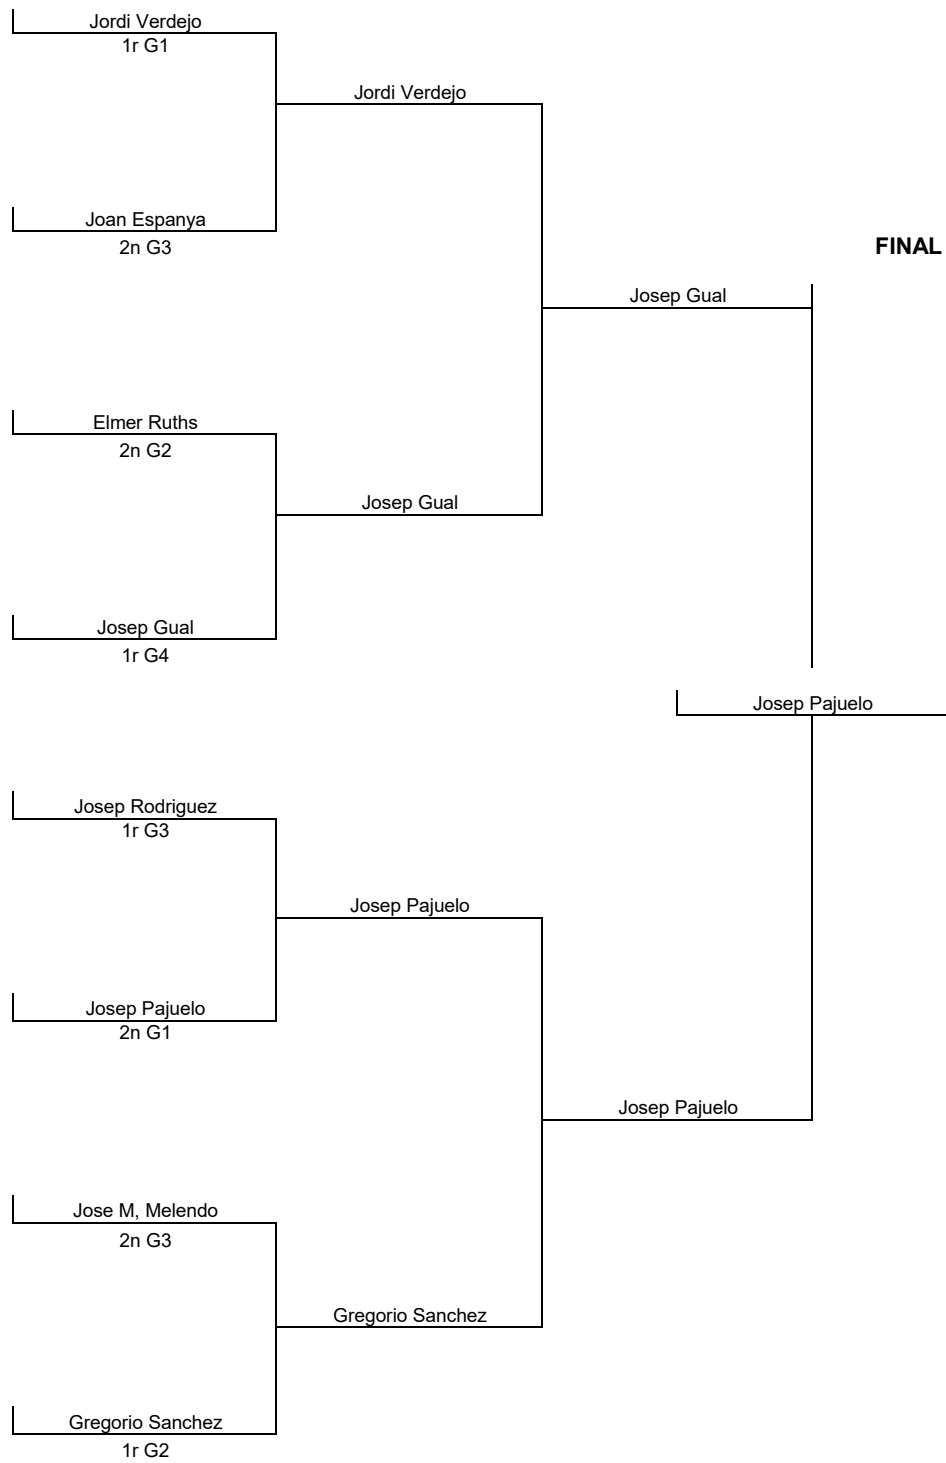 Jordi Verdejo
1r G1
Jordi Verdejo
Joan Espanya
2n G3
FINAL
Josep Gual
Elmer Ruths
2n G2
Josep Gual
Josep Gual
1r G4
Josep Pajuelo
Josep Rodriguez
1r G3
Josep Pajuelo
Josep Pajuelo
2n G1
Josep Pajuelo
Jose M, Melendo
2n G3
Gregorio Sanchez
Gregorio Sanchez
1r G2